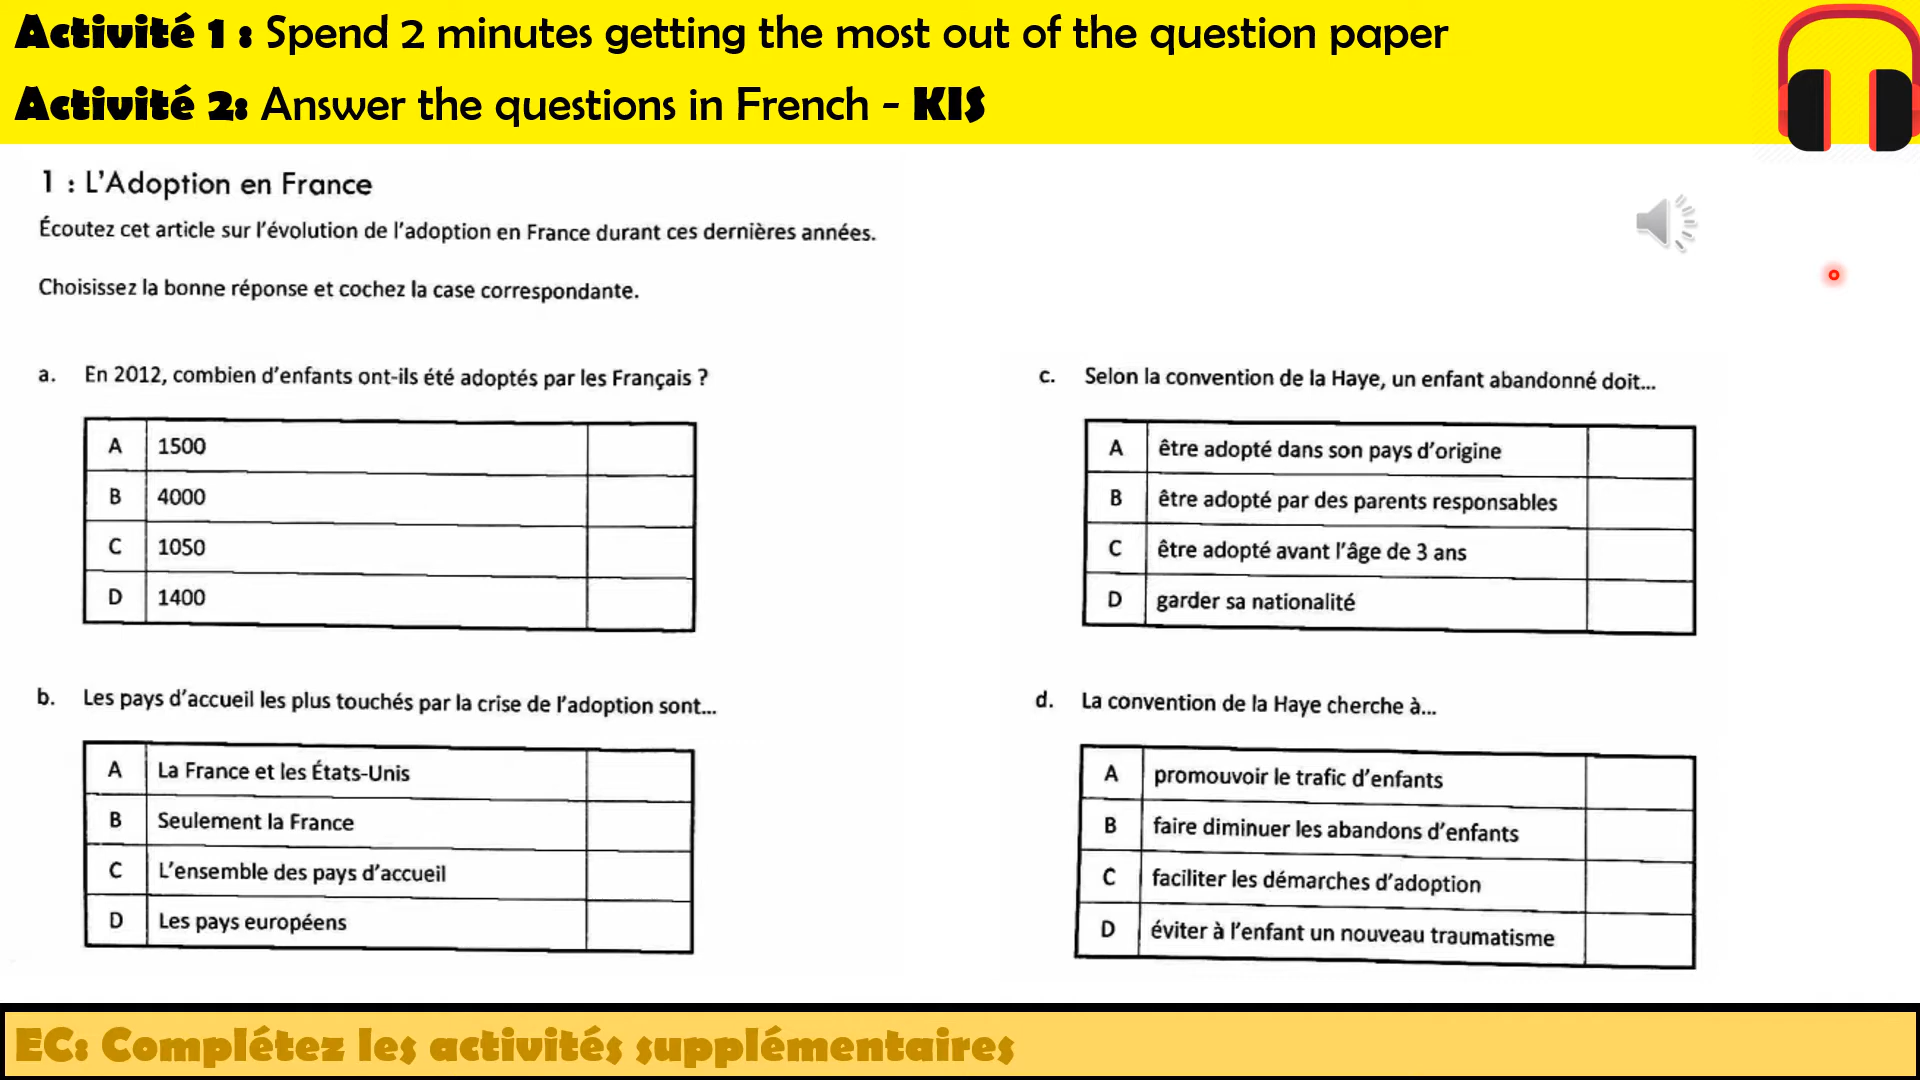 Activité 1 : Spend 2 minutes getting the most out of the question paper
Activité 2: Answer the questions in French - KIS
1 : L’Adoption en France
Écoutez cet article sur l’évolution de l’adoption en France durant ces dernières années.
Choisissez la bonne réponse et cochez la case correspondante.
a. En 2012, combien d’enfants ont-ils été adoptés par les Français ?
A 1500
B 4000
C 1050
D 1400
b. Les pays d’accueil les plus touchés par la crise de l’adoption sont...
A La France et les États-Unis
B Seulement la France
C L’ensemble des pays d’accueil
D Les pays européens
c. Selon la convention de la Haye, un enfant abandonné doit...
A être adopté dans son pays d’origine
B être adopté par des parents responsables
C être adopté avant l’âge de 3 ans
D garder sa nationalité
d. La convention de la Haye cherche à...
A promouvoir le trafic d’enfants
B faire diminuer les abandons d’enfants
C faciliter les démarches d’adoption
D éviter à l’enfant un nouveau traumatisme
EC: Complétez les activités supplémentaires